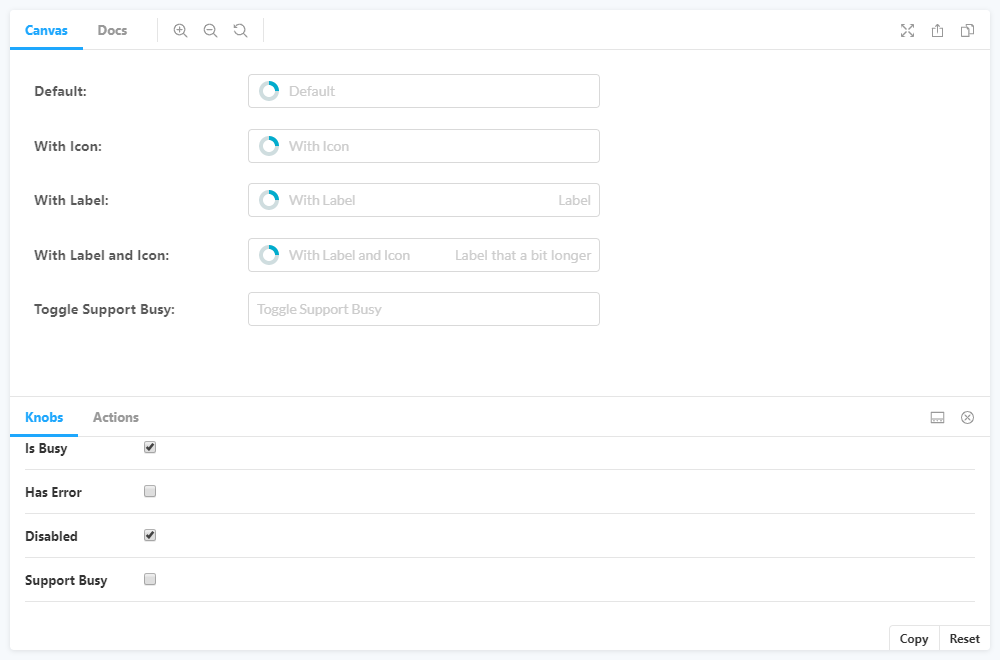 Canvas Docs
Default: Default
With Icon: With Icon
With Label: With Label Label
With Label and Icon: With Label and Icon Label that a bit longer
Toggle Support Busy: Toggle Support Busy
Knobs Actions
Is Busy
Has Error
Disabled
Support Busy
Copy Reset